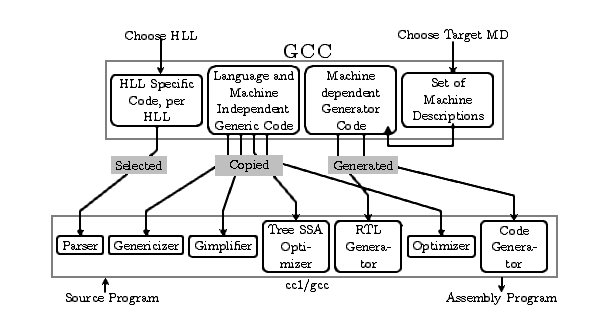 Choose HLL
Choose Target MD
GCC
HLL Specific
Code, per
HLL
Language and
Machine
Independent
Generic Code
Machine
dependent
Generator
Code
Set of
Machine
Descriptions
Selected
Copied
Generated
Parser
Genericizer
Gimplifier
Tree SSA
Opti-
mizer
RTL
Genera-
tor
Optimizer
Code
Genera-
tor
cc1/gcc
Source Program
Assembly Program